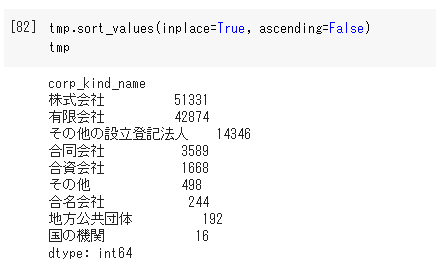 [82] tmp.sort_values(inplace=True, ascending=False)
tmp
corp_kind_name
株式会社 51331
有限会社 42874
その他の設立登記法人 14346
合同会社 3589
合資会社 1668
その他 498
合名会社 244
地方公共団体 192
国の機関 16
dtype: int64